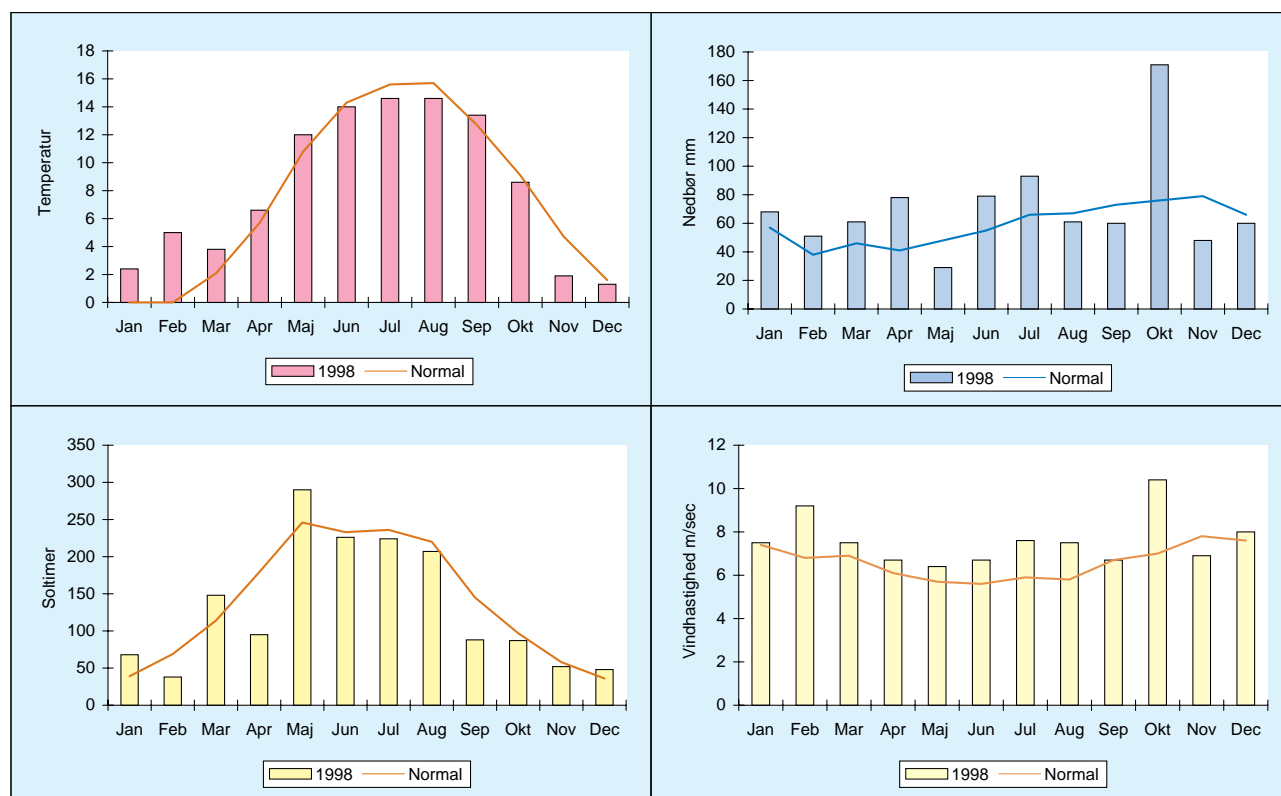 Temperatur
18
16
14
12
10
8
6
4
2
0
Jan Feb Mar Apr Maj Jun Jul Aug Sep Okt Nov Dec
1998 Normal
Nedbør mm
180
160
140
120
100
80
60
40
20
0
Jan Feb Mar Apr Maj Jun Jul Aug Sep Okt Nov Dec
1998 Normal
Soltimer
350
300
250
200
150
100
50
0
Jan Feb Mar Apr Maj Jun Jul Aug Sep Okt Nov Dec
1998 Normal
Vindhastighed m/sec
12
10
8
6
4
2
0
Jan Feb Mar Apr Maj Jun Jul Aug Sep Okt Nov Dec
1998 Normal